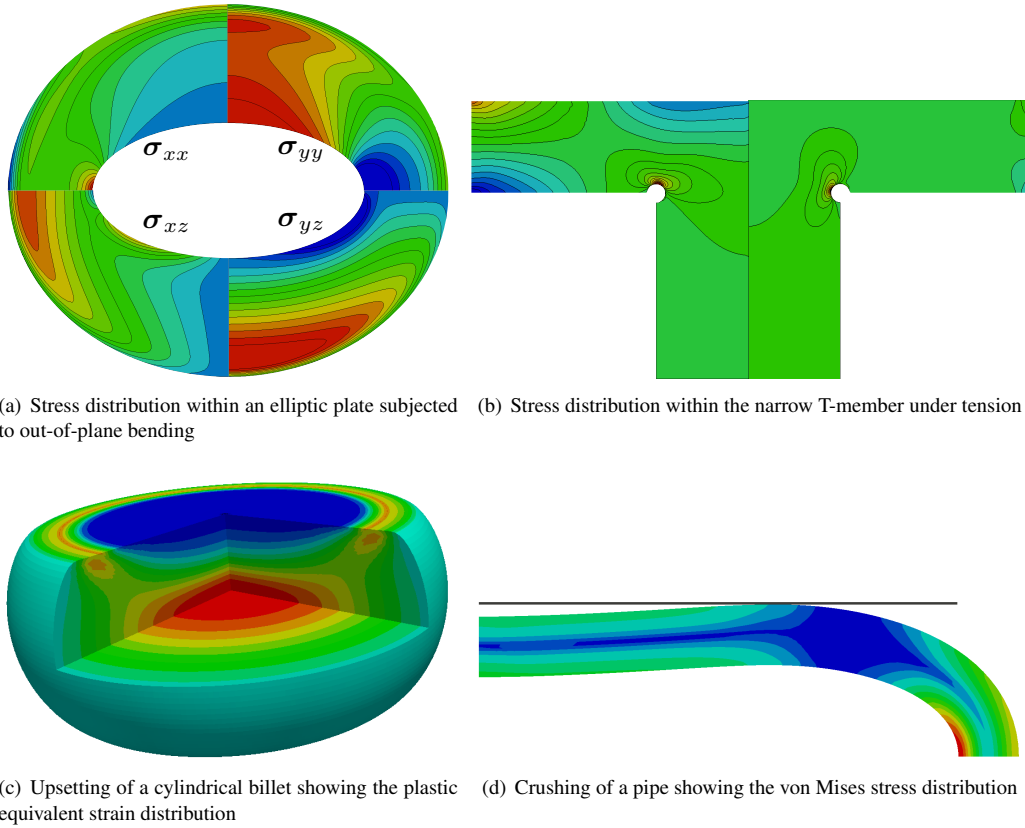 σxx σyy
σxz σyz
(a) Stress distribution within an elliptic plate subjected
to out-of-plane bending
(b) Stress distribution within the narrow T-member under tension
(c) Upsetting of a cylindrical billet showing the plastic
equivalent strain distribution
(d) Crushing of a pipe showing the von Mises stress distribution